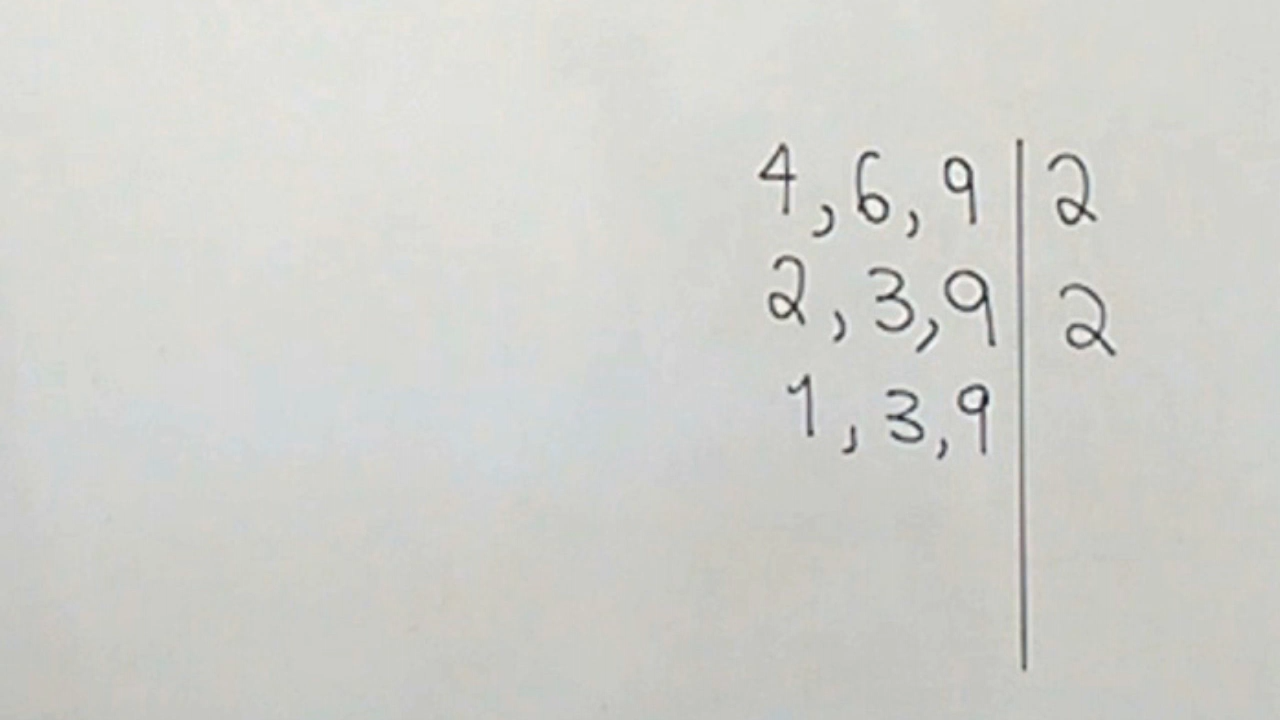 4, 6, 9 | 2
2, 3, 9 | 2
1, 3, 9 |